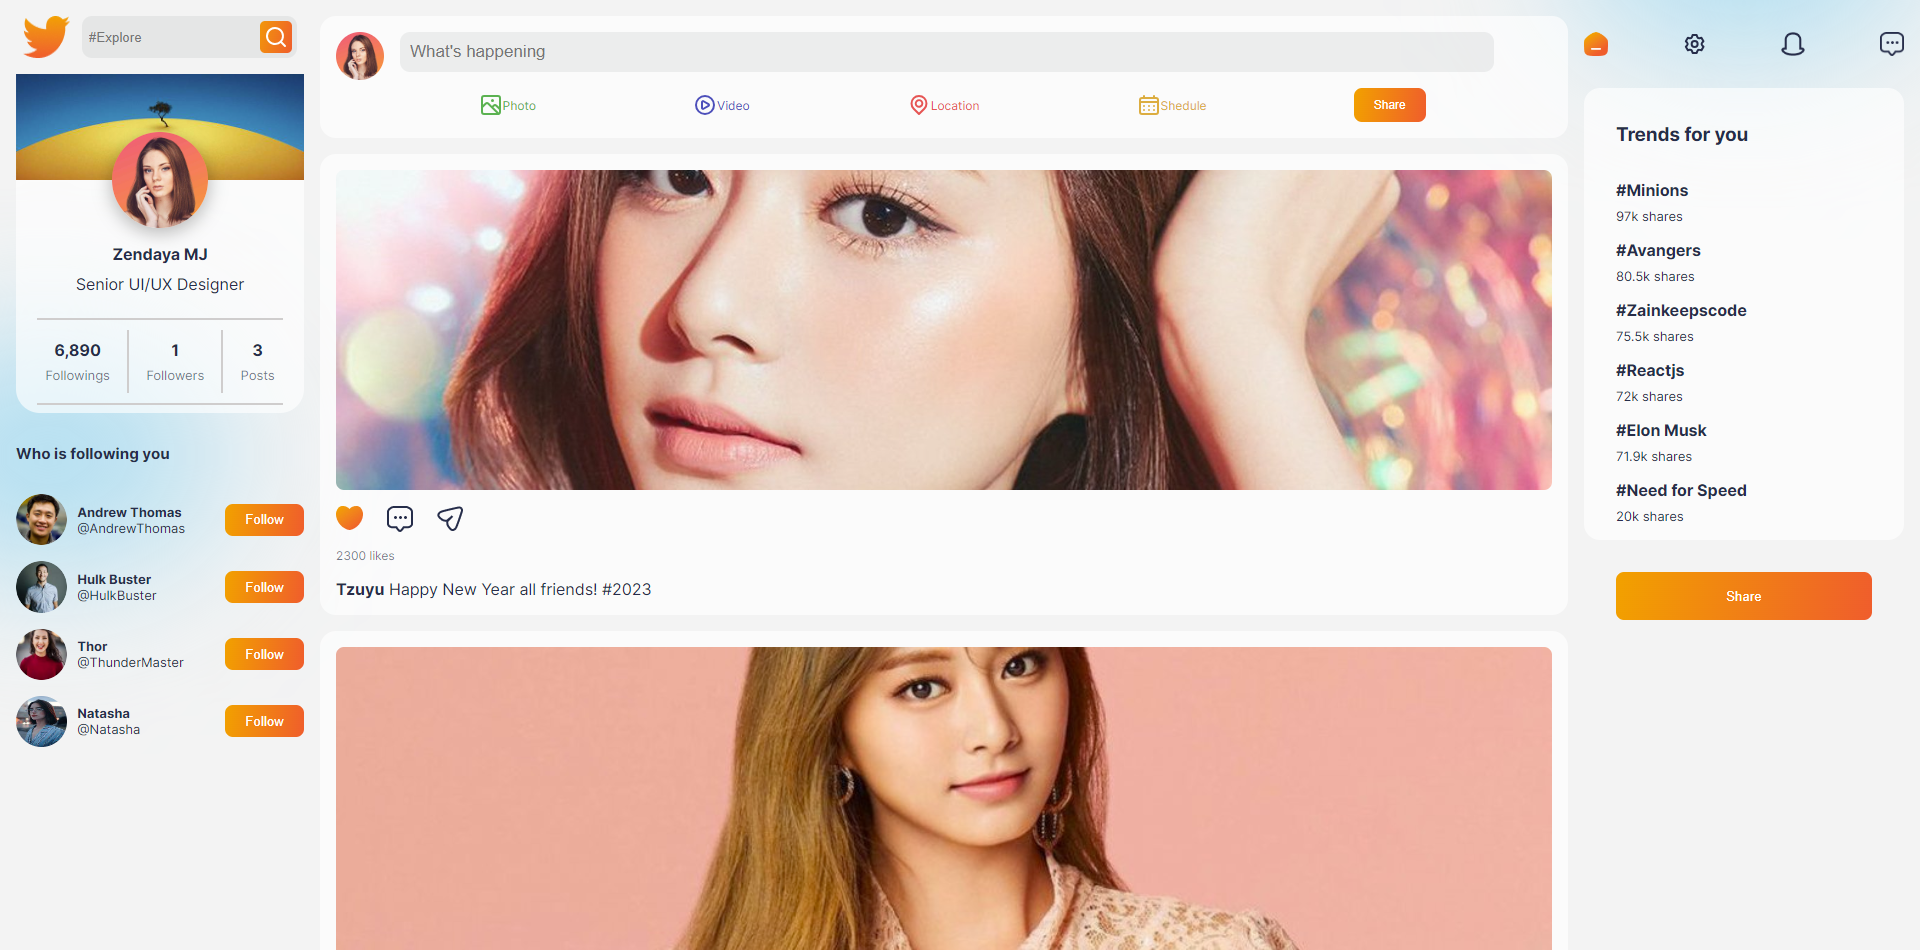 #Explore
Zendaya MJ
Senior UI/UX Designer
6,890
Followings
1
Followers
3
Posts
Who is following you
Andrew Thomas
@AndrewThomas
Follow
Hulk Buster
@HulkBuster
Follow
Thor
@ThunderMaster
Follow
Natasha
@Natasha
Follow
What's happening
Photo
Video
Location
Shedule
Share
2300 likes
Tzuyu Happy New Year all friends! #2023
Trends for you
#Minions
97k shares
#Avangers
80.5k shares
#Zainkeepscode
75.5k shares
#Reactjs
72k shares
#Elon Musk
71.9k shares
#Need for Speed
20k shares
Share